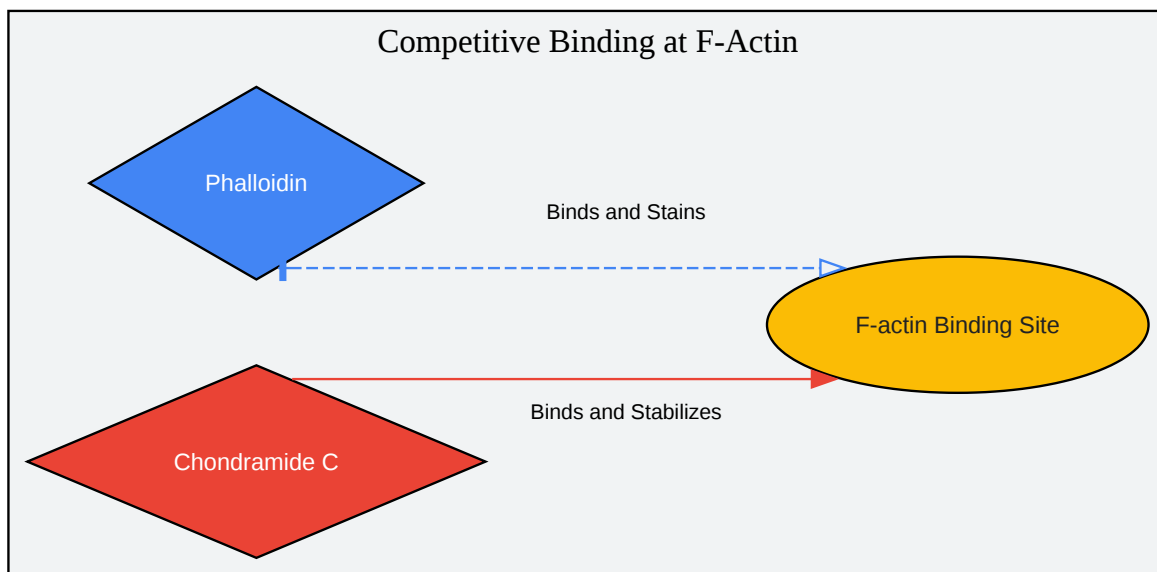 Competitive Binding at F-Actin
Phalloidin
Binds and Stains
F-actin Binding Site
Binds and Stabilizes
Chondramide C